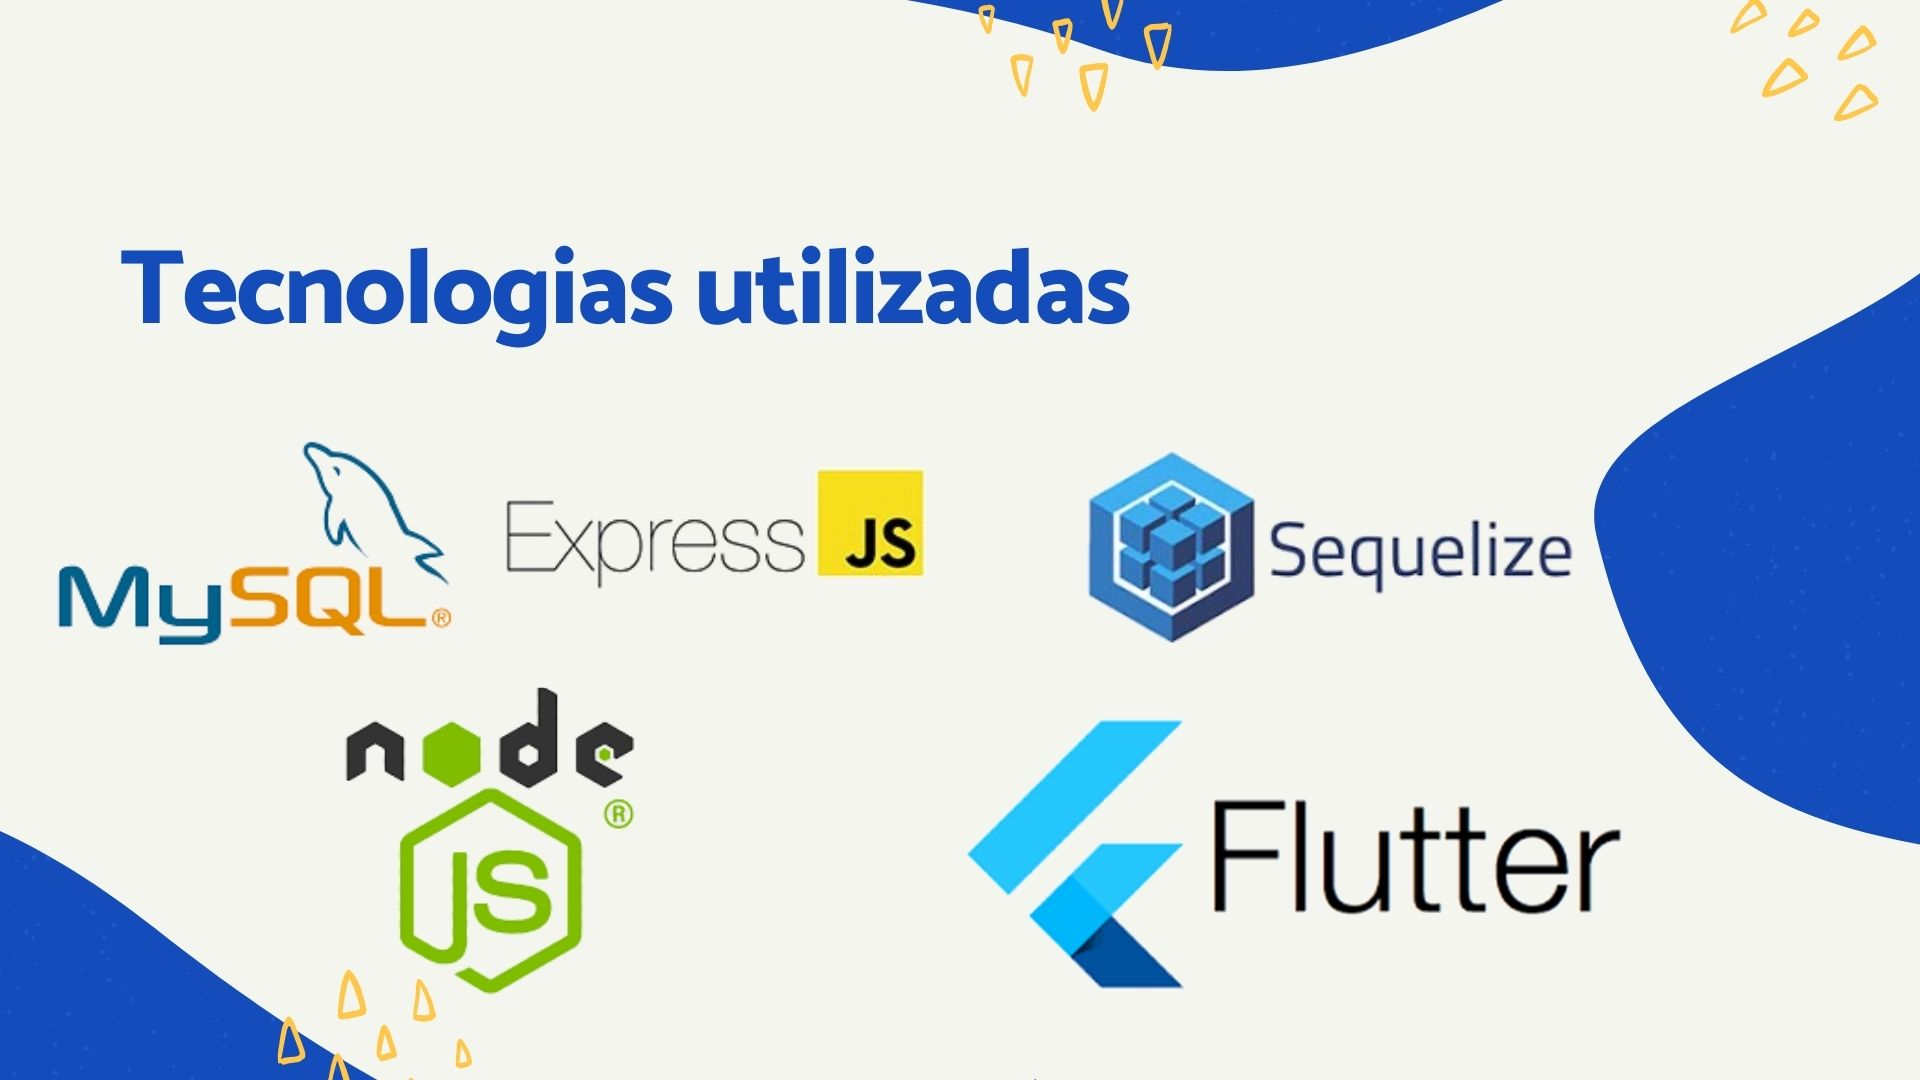 Tecnologias utilizadas
MySQL®
Express JS
Sequelize
node
JS ®
Flutter